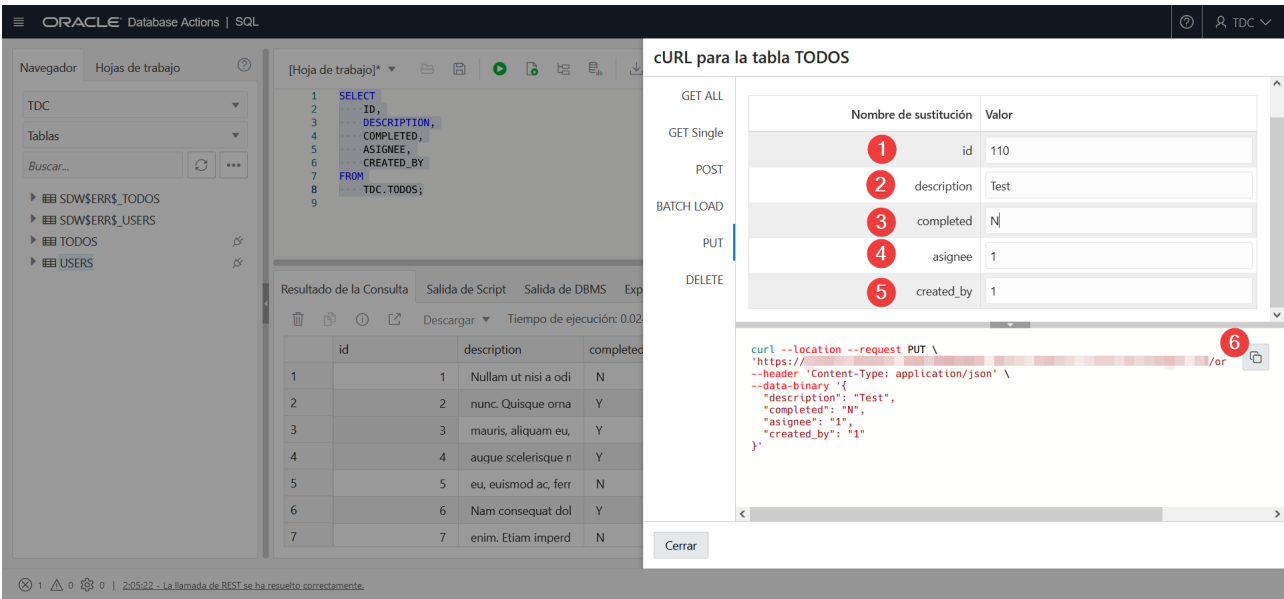 ORACLE Database Actions | SQL
TDC
Navegador Hojas de trabajo
TDC
Tablas
Buscar...
SDW$ERR$_TODOS
SDW$ERR$_USERS
TODOS
USERS
[Hoja de trabajo]*
1 SELECT
2 ID,
3 DESCRIPTION,
4 COMPLETED,
5 ASIGNEE,
6 CREATED_BY
7 FROM
8 TDC.TODOS;
9
Resultado de la Consulta Salida de Script Salida de DBMS Exp
Descargar Tiempo de ejecución: 0.02
id description completed
1 1 Nullam ut nisi a odi N
2 2 nunc. Quisque orna Y
3 3 mauris, aliquam eu, Y
4 4 augue scelerisque n Y
5 5 eu, euismod ac, ferr N
6 6 Nam consequat dol Y
7 7 enim. Etiam imperd N
1 0 0 | 2:05:22 - La llamada de REST se ha resuelto correctamente.
cURL para la tabla TODOS
GET ALL
GET Single
POST
BATCH LOAD
PUT
DELETE
Nombre de sustitución Valor
1 id 110
2 description Test
3 completed N
4 asignee 1
5 created_by 1
6
curl --location --request PUT \
'https:// /or
--header 'Content-Type: application/json' \
--data-binary '{
"description": "Test",
"completed": "N",
"asignee": "1",
"created_by": "1"
}'
Cerrar